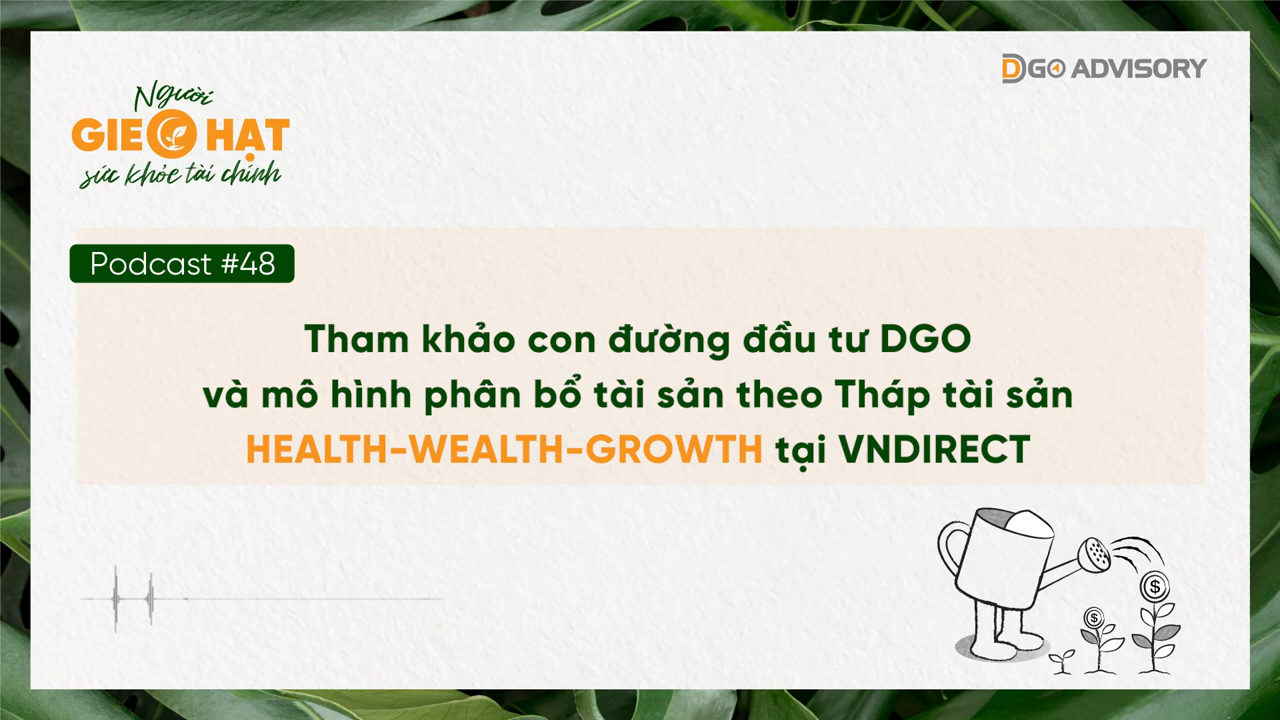 DGO ADVISORY
Người
GIEO HẠT
sức khỏe tài chính
Podcast #48
Tham khảo con đường đầu tư DGO
và mô hình phân bổ tài sản theo Tháp tài sản
HEALTH-WEALTH-GROWTH tại VNDIRECT
$
$